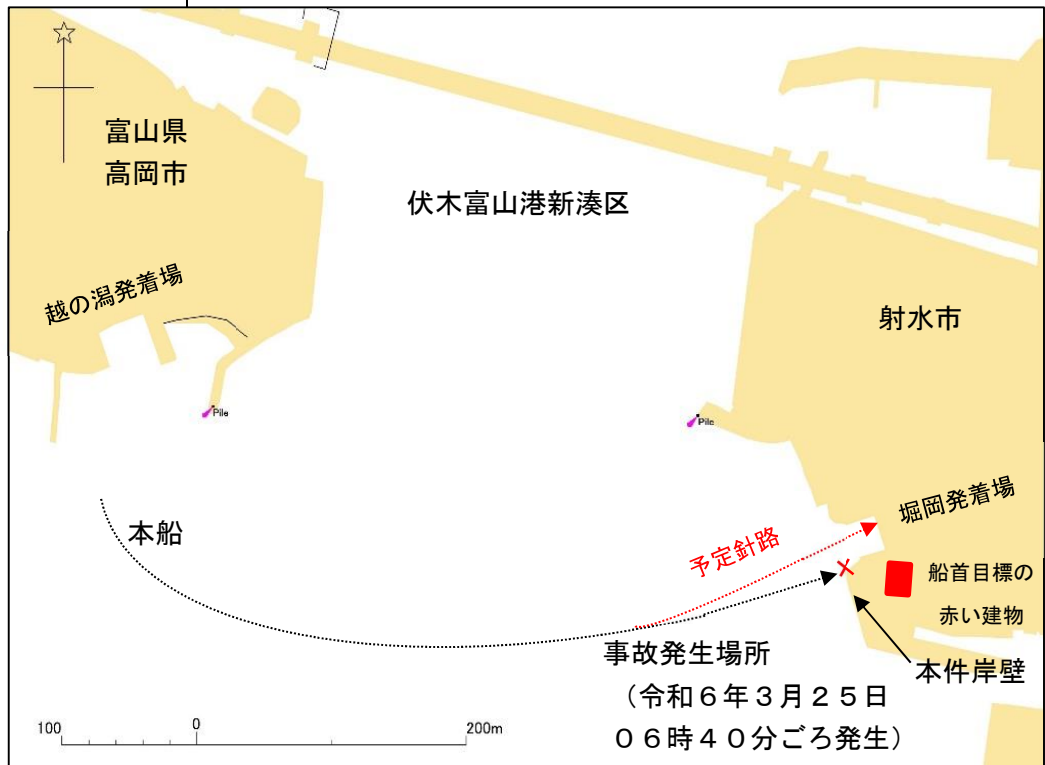 富山県
高岡市
伏木富山港新湊区
越の潟発着場
射水市
Pile
Pile
堀岡発着場
本船
予定針路
船首目標の
赤い建物
事故発生場所
（令和６年３月２５日
０６時４０分ごろ発生）
本件岸壁
100 0 200m